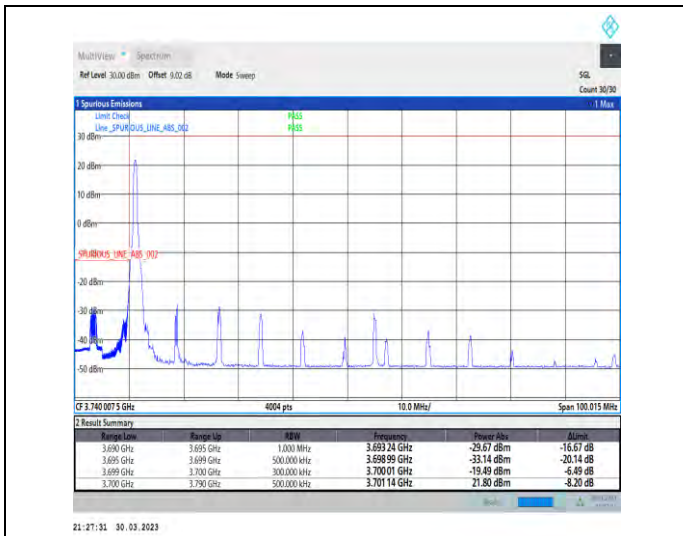 MultiView Spectrum
Ref Level 30.00 dBm Offset 9.02 dB Mode Sweep SGL
Count 30/30
1 Spurious Emissions 1 Max
Limit Check PASS
Line _SPURIOUS_LINE_ABS_002 PASS
30 dBm
20 dBm
10 dBm
0 dBm
_SPURIOUS_LINE_ABS_002
-20 dBm
-30 dBm
-40 dBm
-50 dBm
CF 3.740 007 5 GHz 4004 pts 10.0 MHz/ Span 100.015 MHz
2 Result Summary
Range Low Range Up RBW Frequency Power Abs ΔLimit
3.690 GHz 3.695 GHz 1.000 MHz 3.693 24 GHz -29.67 dBm -16.67 dB
3.695 GHz 3.699 GHz 500.000 kHz 3.698 99 GHz -33.14 dBm -20.14 dB
3.699 GHz 3.700 GHz 300.000 kHz 3.700 01 GHz -19.49 dBm -6.49 dB
3.700 GHz 3.790 GHz 500.000 kHz 3.701 14 GHz 21.80 dBm -8.20 dB
21:27:31 30.03.2023